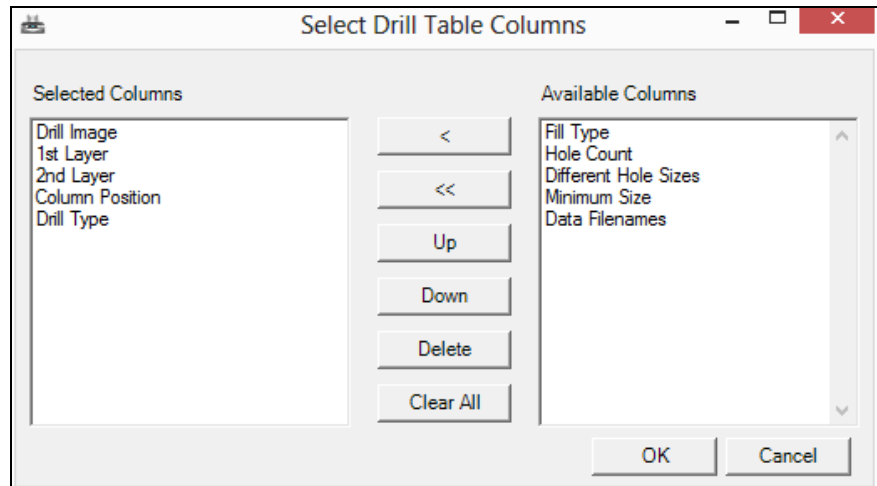 Select Drill Table Columns
Selected Columns
Drill Image
1st Layer
2nd Layer
Column Position
Drill Type
<
<<
Up
Down
Delete
Clear All
Available Columns
Fill Type
Hole Count
Different Hole Sizes
Minimum Size
Data Filenames
OK
Cancel